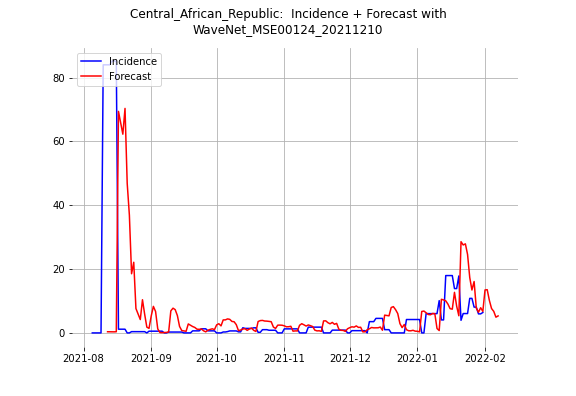 Central_African_Republic:  Incidence + Forecast with
WaveNet_MSE00124_20211210
Incidence
Forecast
80
60
40
20
0
2021-08 2021-09 2021-10 2021-11 2021-12 2022-01 2022-02